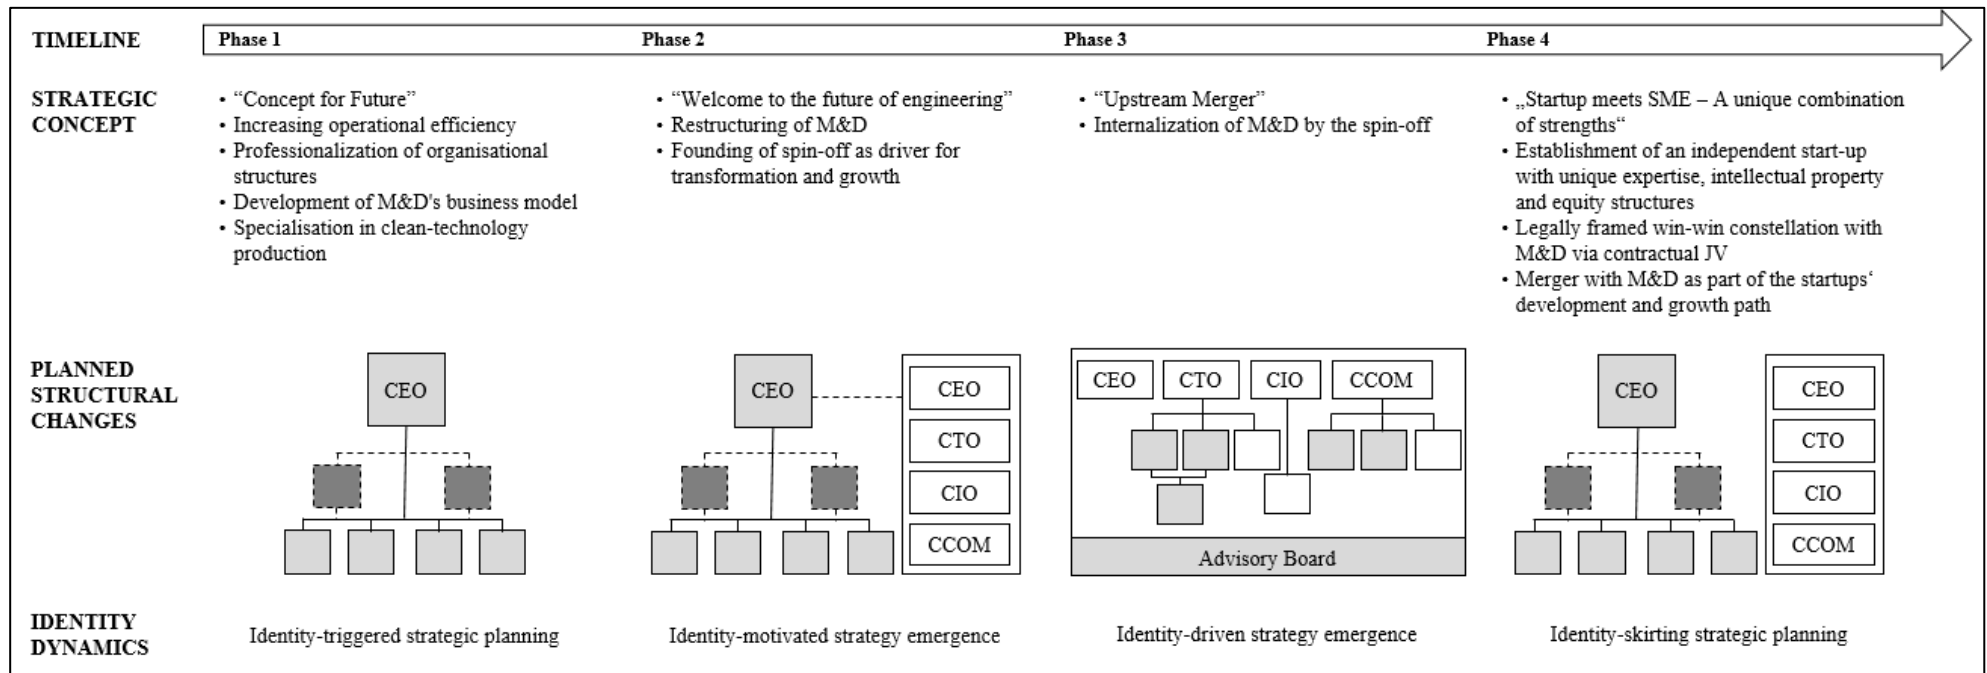 TIMELINE
Phase 1
Phase 2
Phase 3
Phase 4
STRATEGIC
CONCEPT
• “Concept for Future”
• Increasing operational efficiency
• Professionalization of organisational
structures
• Development of M&D's business model
• Specialisation in clean-technology
production
• “Welcome to the future of engineering”
• Restructuring of M&D
• Founding of spin-off as driver for
transformation and growth
• “Upstream Merger”
• Internalization of M&D by the spin-off
• „Startup meets SME – A unique combination
of strengths“
• Establishment of an independent start-up
with unique expertise, intellectual property
and equity structures
• Legally framed win-win constellation with
M&D via contractual JV
• Merger with M&D as part of the startups‘
development and growth path
PLANNED
STRUCTURAL
CHANGES
CEO
CEO
CEO
CTO
CIO
CCOM
CEO
CTO
CIO
CCOM
Advisory Board
CEO
CEO
CTO
CIO
CCOM
IDENTITY
DYNAMICS
Identity-triggered strategic planning
Identity-motivated strategy emergence
Identity-driven strategy emergence
Identity-skirting strategic planning